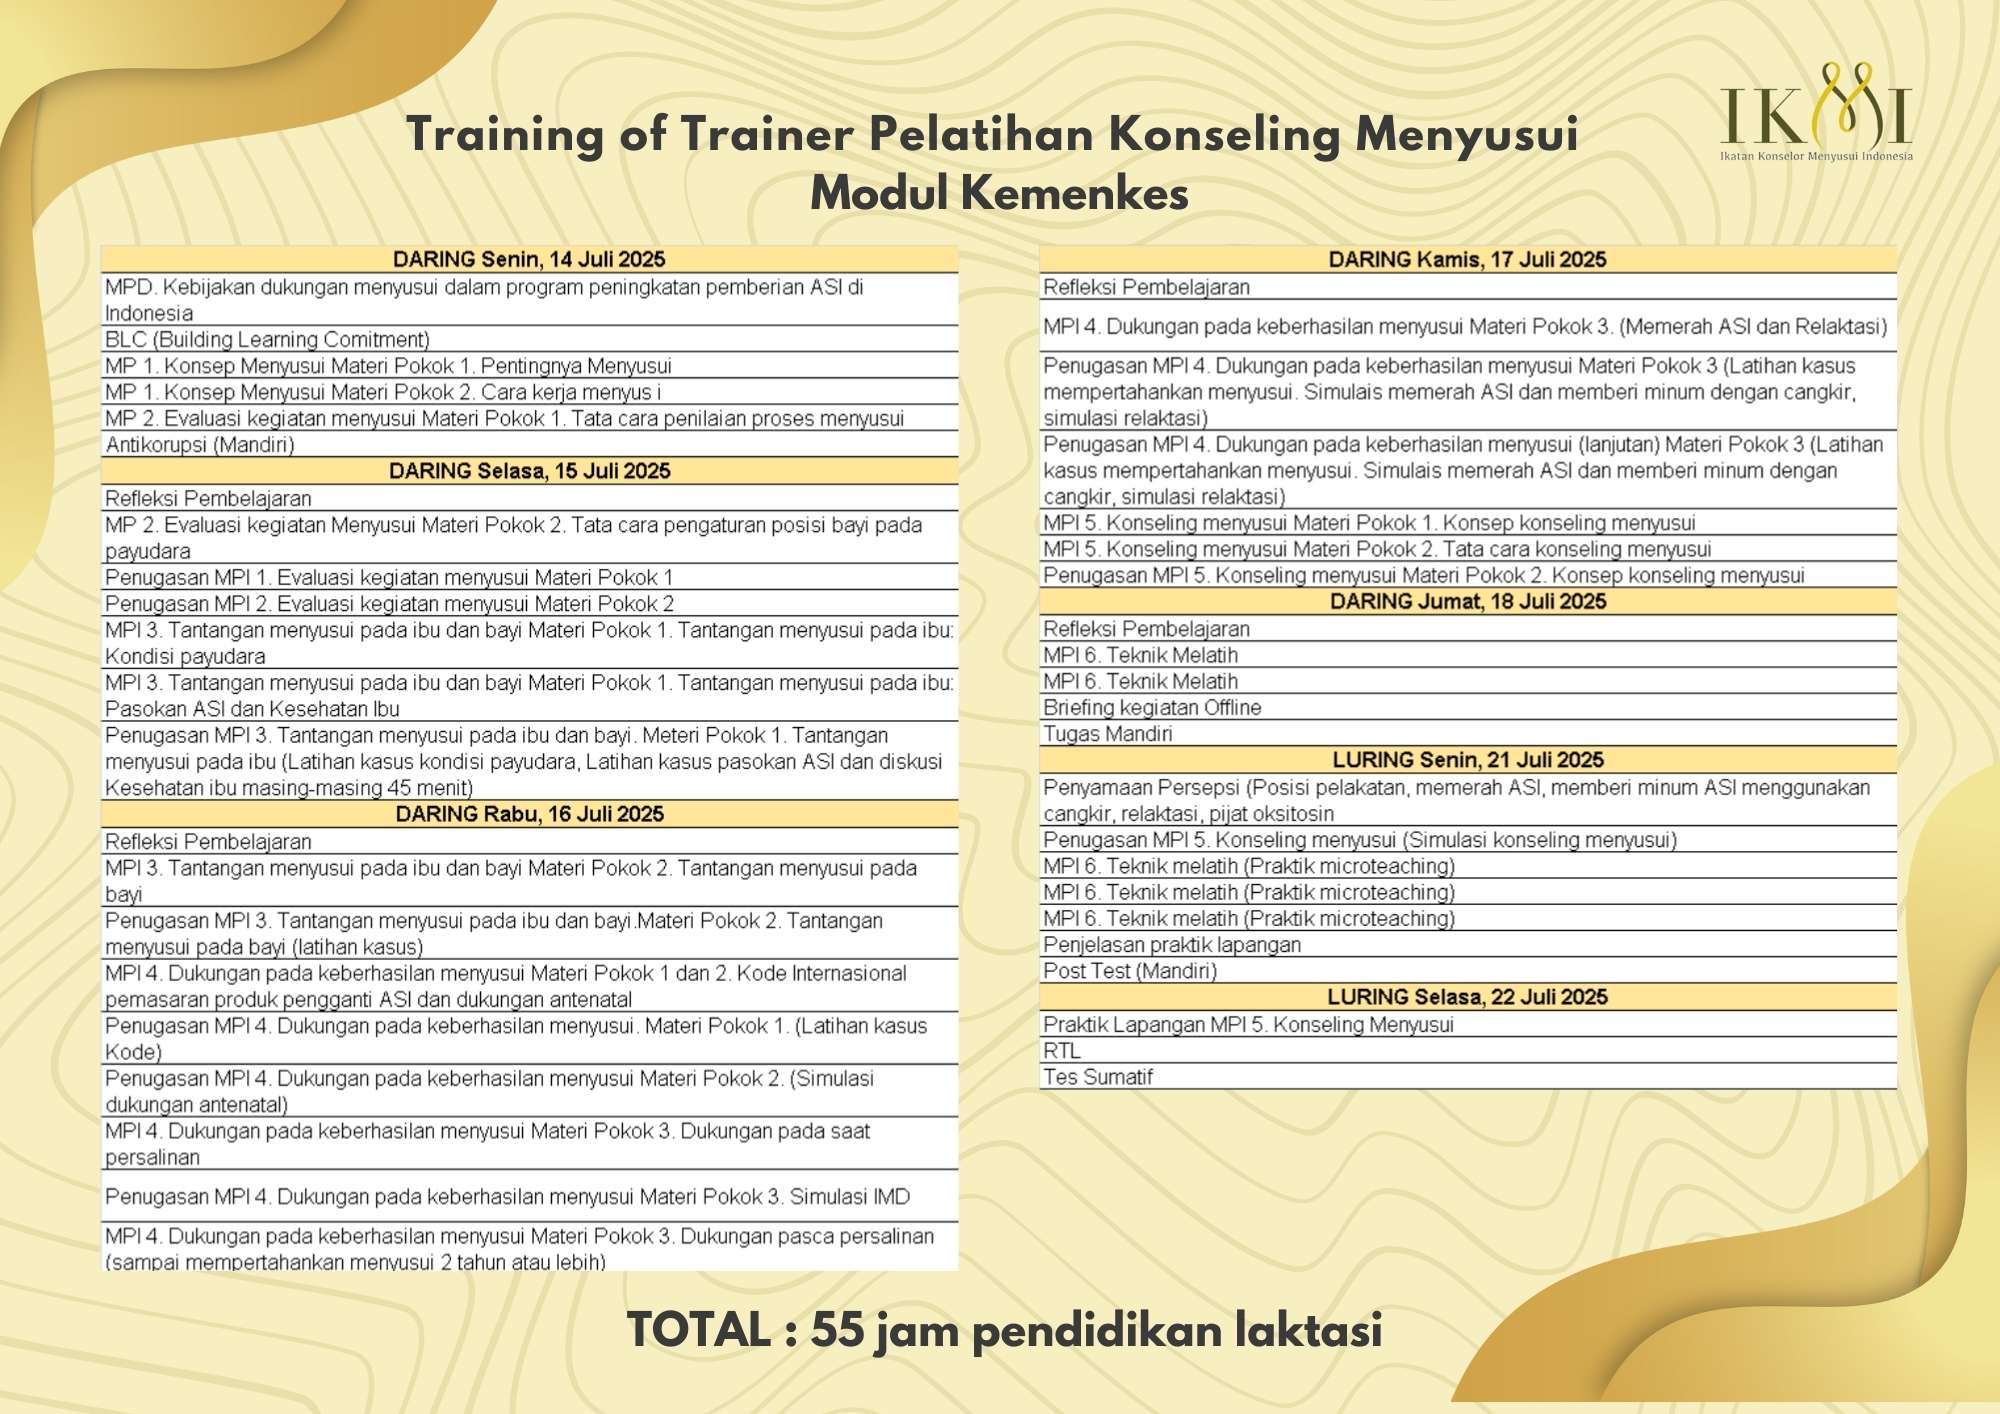 Training of Trainer Pelatihan Konseling Menyusui
Modul Kemenkes
IKMI
Ikatan Konselor Menyusui Indonesia
DARING Senin, 14 Juli 2025
MPD. Kebijakan dukungan menyusui dalam program peningkatan pemberian ASI di
Indonesia
BLC (Building Learning Comitment)
MP 1. Konsep Menyusui Materi Pokok 1. Pentingnya Menyusui
MP 1. Konsep Menyusui Materi Pokok 2. Cara kerja menyus i
MP 2. Evaluasi kegiatan menyusui Materi Pokok 1. Tata cara penilaian proses menyusui
Antikorupsi (Mandiri)
DARING Selasa, 15 Juli 2025
Refleksi Pembelajaran
MP 2. Evaluasi kegiatan Menyusui Materi Pokok 2. Tata cara pengaturan posisi bayi pada
payudara
Penugasan MPI 1. Evaluasi kegiatan menyusui Materi Pokok 1
Penugasan MPI 2. Evaluasi kegiatan menyusui Materi Pokok 2
MPI 3. Tantangan menyusui pada ibu dan bayi Materi Pokok 1. Tantangan menyusui pada ibu:
Kondisi payudara
MPI 3. Tantangan menyusui pada ibu dan bayi Materi Pokok 1. Tantangan menyusui pada ibu:
Pasokan ASI dan Kesehatan Ibu
Penugasan MPI 3. Tantangan menyusui pada ibu dan bayi. Meteri Pokok 1. Tantangan
menyusui pada ibu (Latihan kasus kondisi payudara, Latihan kasus pasokan ASI dan diskusi
Kesehatan ibu masing-masing 45 menit)
DARING Rabu, 16 Juli 2025
Refleksi Pembelajaran
MPI 3. Tantangan menyusui pada ibu dan bayi Materi Pokok 2. Tantangan menyusui pada
bayi
Penugasan MPI 3. Tantangan menyusui pada ibu dan bayi.Materi Pokok 2. Tantangan
menyusui pada bayi (latihan kasus)
MPI 4. Dukungan pada keberhasilan menyusui Materi Pokok 1 dan 2. Kode Internasional
pemasaran produk pengganti ASI dan dukungan antenatal
Penugasan MPI 4. Dukungan pada keberhasilan menyusui. Materi Pokok 1. (Latihan kasus
Kode)
Penugasan MPI 4. Dukungan pada keberhasilan menyusui Materi Pokok 2. (Simulasi
dukungan antenatal)
MPI 4. Dukungan pada keberhasilan menyusui Materi Pokok 3. Dukungan pada saat
persalinan
Penugasan MPI 4. Dukungan pada keberhasilan menyusui Materi Pokok 3. Simulasi IMD
MPI 4. Dukungan pada keberhasilan menyusui Materi Pokok 3. Dukungan pasca persalinan
(sampai mempertahankan menyusui 2 tahun atau lebih)
DARING Kamis, 17 Juli 2025
Refleksi Pembelajaran
MPI 4. Dukungan pada keberhasilan menyusui Materi Pokok 3. (Memerah ASI dan Relaktasi)
Penugasan MPI 4. Dukungan pada keberhasilan menyusui Materi Pokok 3 (Latihan kasus
mempertahankan menyusui. Simulais memerah ASI dan memberi minum dengan cangkir,
simulasi relaktasi)
Penugasan MPI 4. Dukungan pada keberhasilan menyusui (lanjutan) Materi Pokok 3 (Latihan
kasus mempertahankan menyusui. Simulais memerah ASI dan memberi minum dengan
cangkir, simulasi relaktasi)
MPI 5. Konseling menyusui Materi Pokok 1. Konsep konseling menyusui
MPI 5. Konseling menyusui Materi Pokok 2. Tata cara konseling menyusui
Penugasan MPI 5. Konseling menyusui Materi Pokok 2. Konsep konseling menyusui
DARING Jumat, 18 Juli 2025
Refleksi Pembelajaran
MPI 6. Teknik Melatih
MPI 6. Teknik Melatih
Briefing kegiatan Offline
Tugas Mandiri
LURING Senin, 21 Juli 2025
Penyamaan Persepsi (Posisi pelakatan, memerah ASI, memberi minum ASI menggunakan
cangkir, relaktasi, pijat oksitosin
Penugasan MPI 5. Konseling menyusui (Simulasi konseling menyusui)
MPI 6. Teknik melatih (Praktik microteaching)
MPI 6. Teknik melatih (Praktik microteaching)
MPI 6. Teknik melatih (Praktik microteaching)
Penjelasan praktik lapangan
Post Test (Mandiri)
LURING Selasa, 22 Juli 2025
Praktik Lapangan MPI 5. Konseling Menyusui
RTL
Tes Sumatif
TOTAL : 55 jam pendidikan laktasi